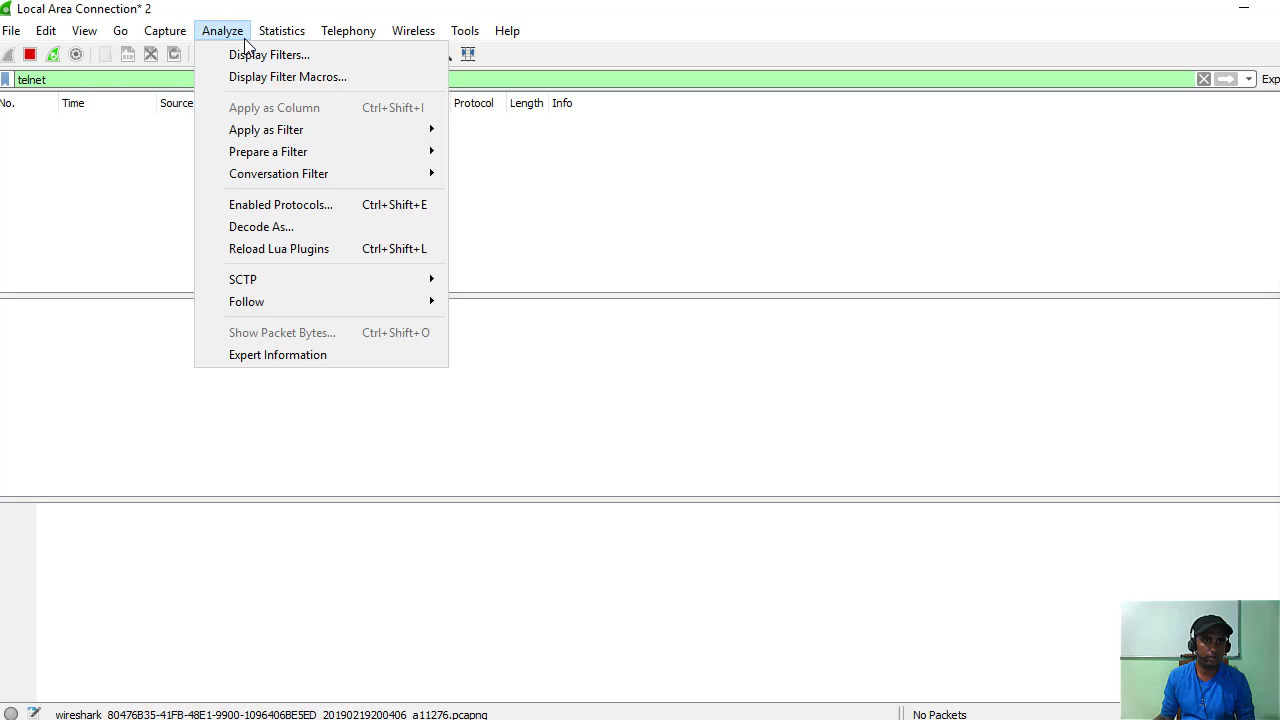 Local Area Connection* 2
File Edit View Go Capture Analyze Statistics Telephony Wireless Tools Help
telnet
Exp
No. Time Source Protocol Length Info
Display Filters...
Display Filter Macros...
Apply as Column Ctrl+Shift+I
Apply as Filter
Prepare a Filter
Conversation Filter
Enabled Protocols... Ctrl+Shift+E
Decode As...
Reload Lua Plugins Ctrl+Shift+L
SCTP
Follow
Show Packet Bytes... Ctrl+Shift+O
Expert Information
wireshark_80476B35-41FB-48E1-9900-1096406BE5ED_20190219200406_a11276.pcapng No Packets